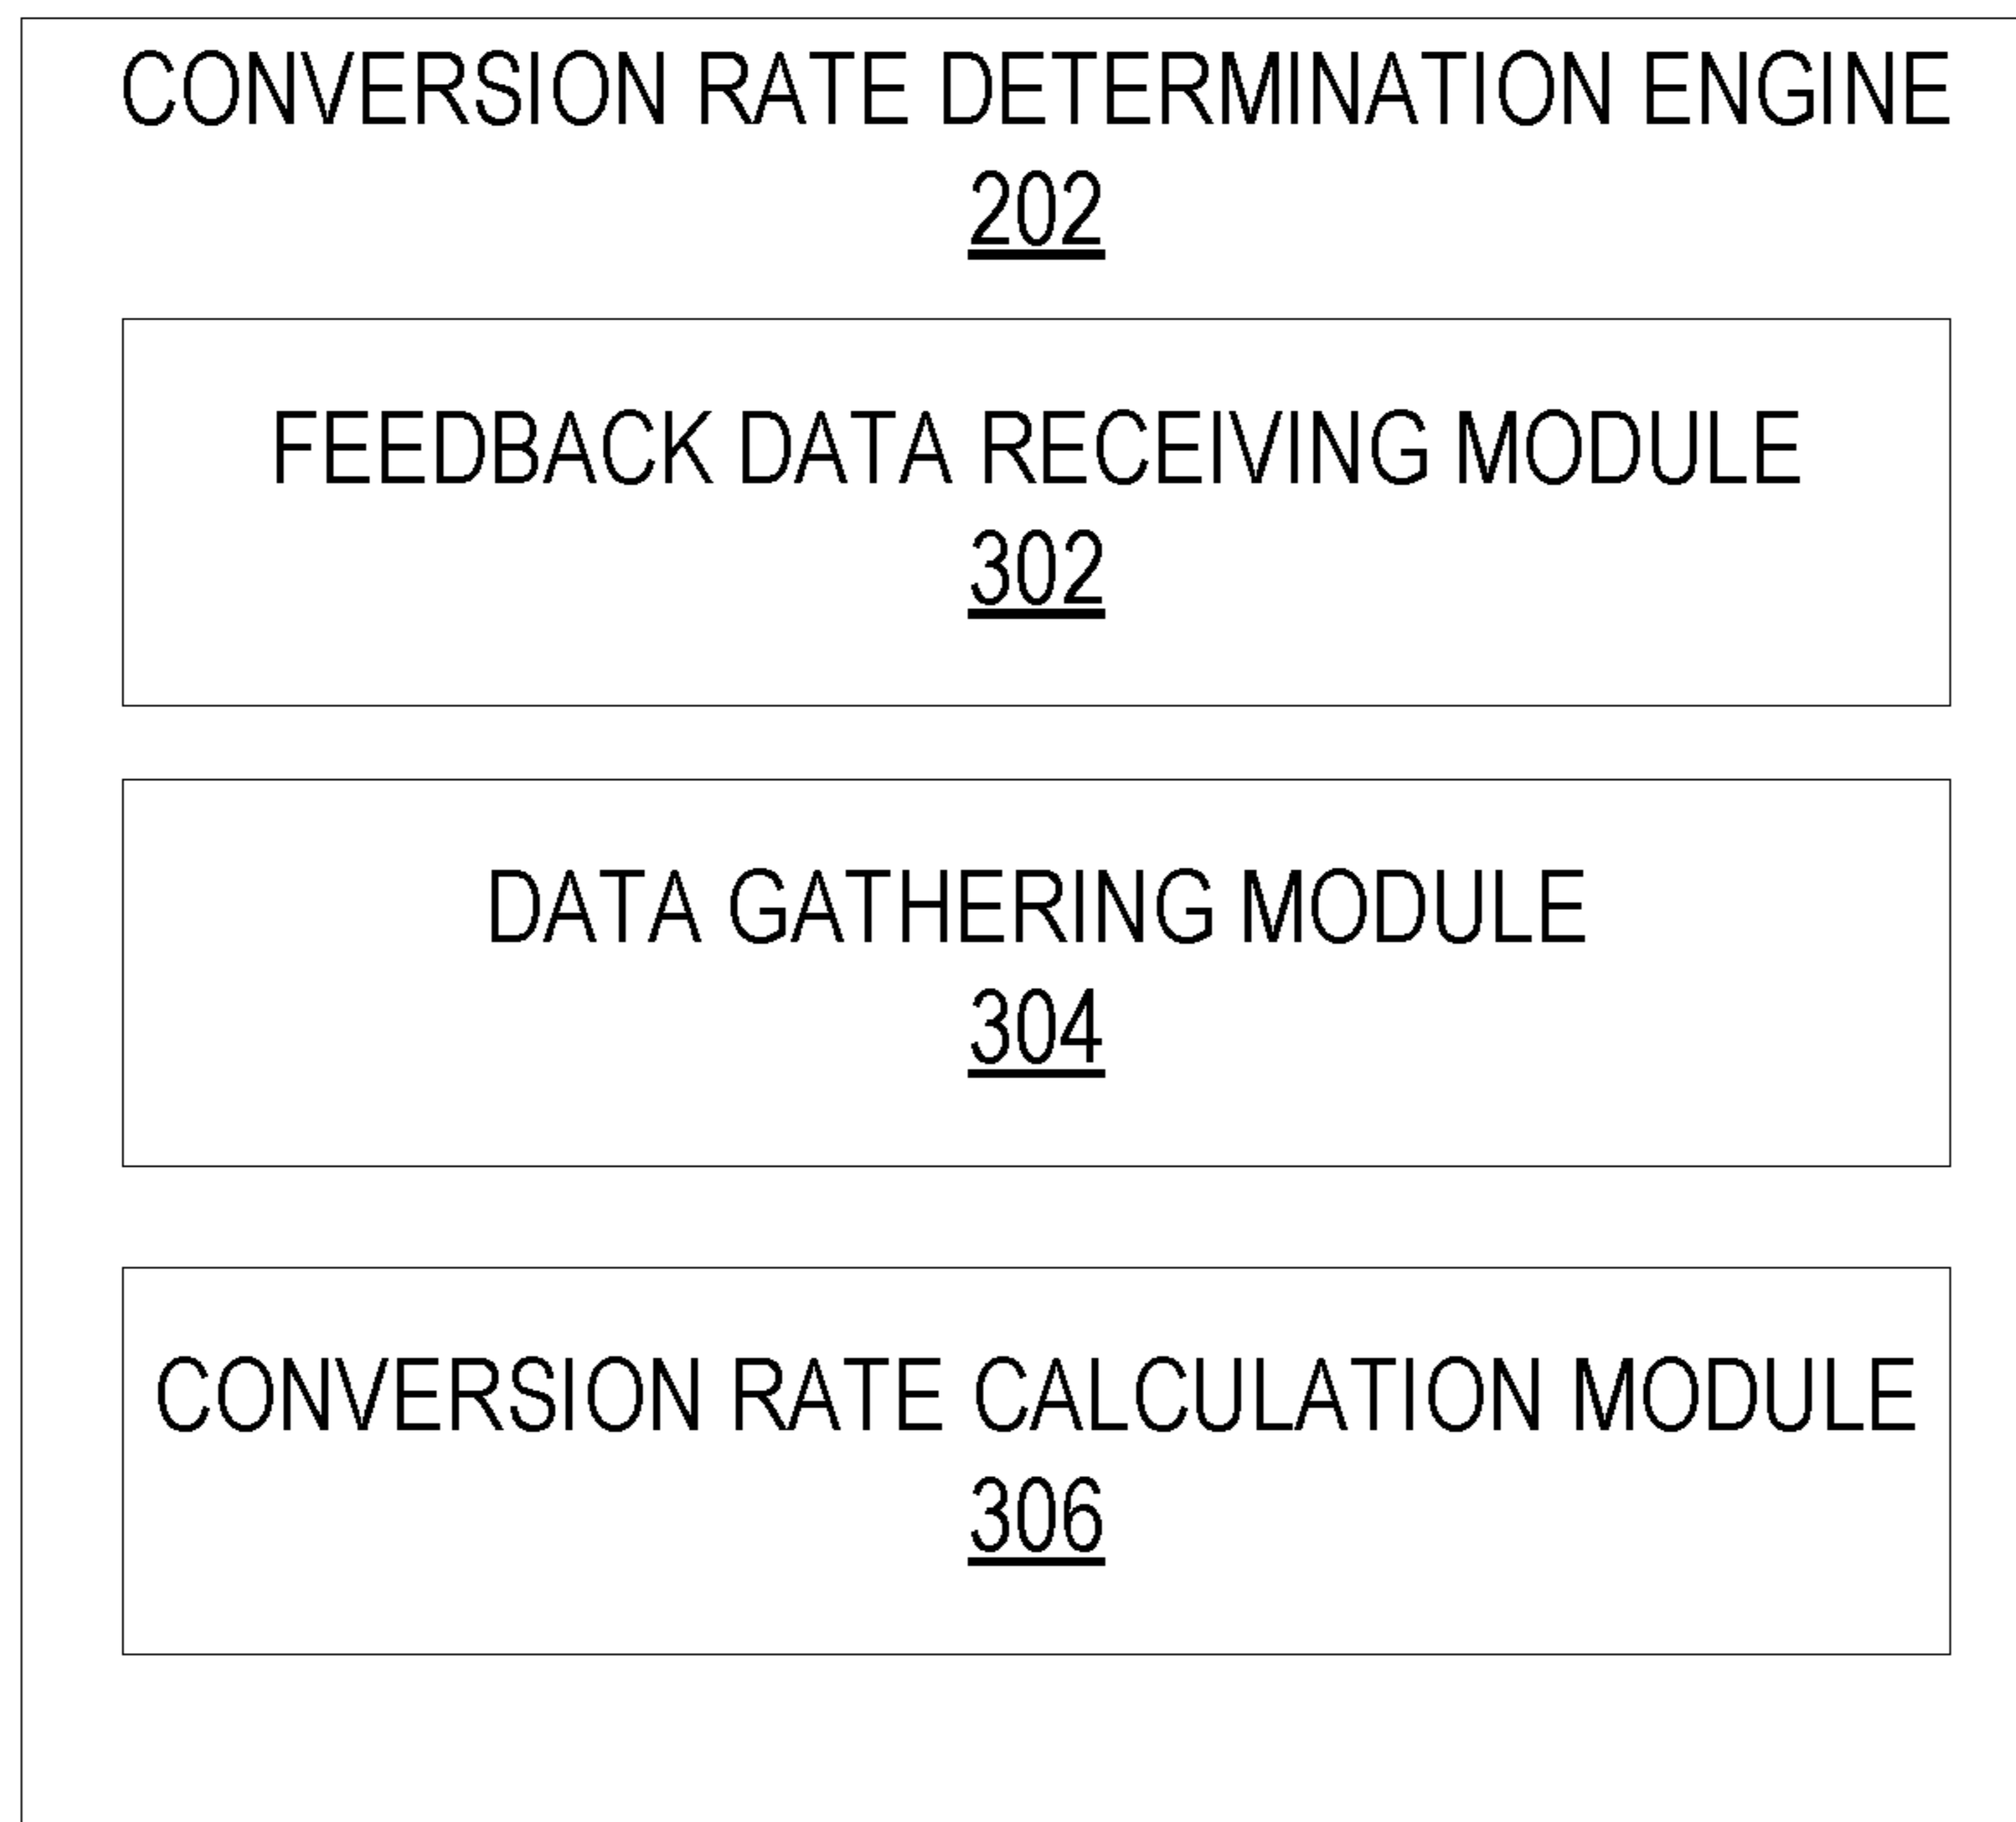 CONVERSION RATE DETERMINATION ENGINE
202
FEEDBACK DATA RECEIVING MODULE
302
DATA GATHERING MODULE
304
CONVERSION RATE CALCULATION MODULE
306